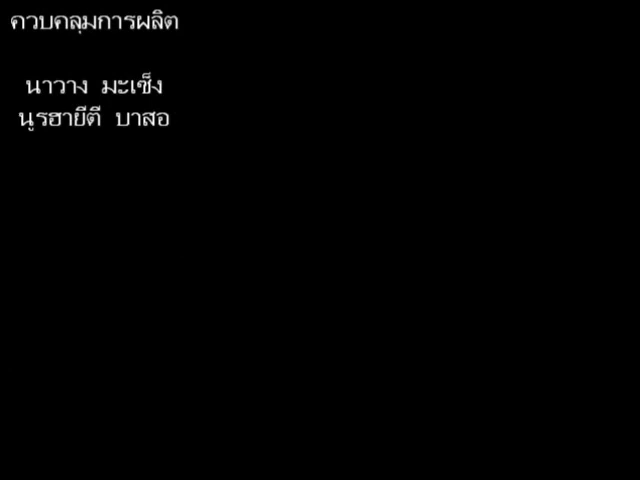 ควบคลุมการผลิต
นาวาง มะเซ็ง
นูรฮายีตี บาสอ